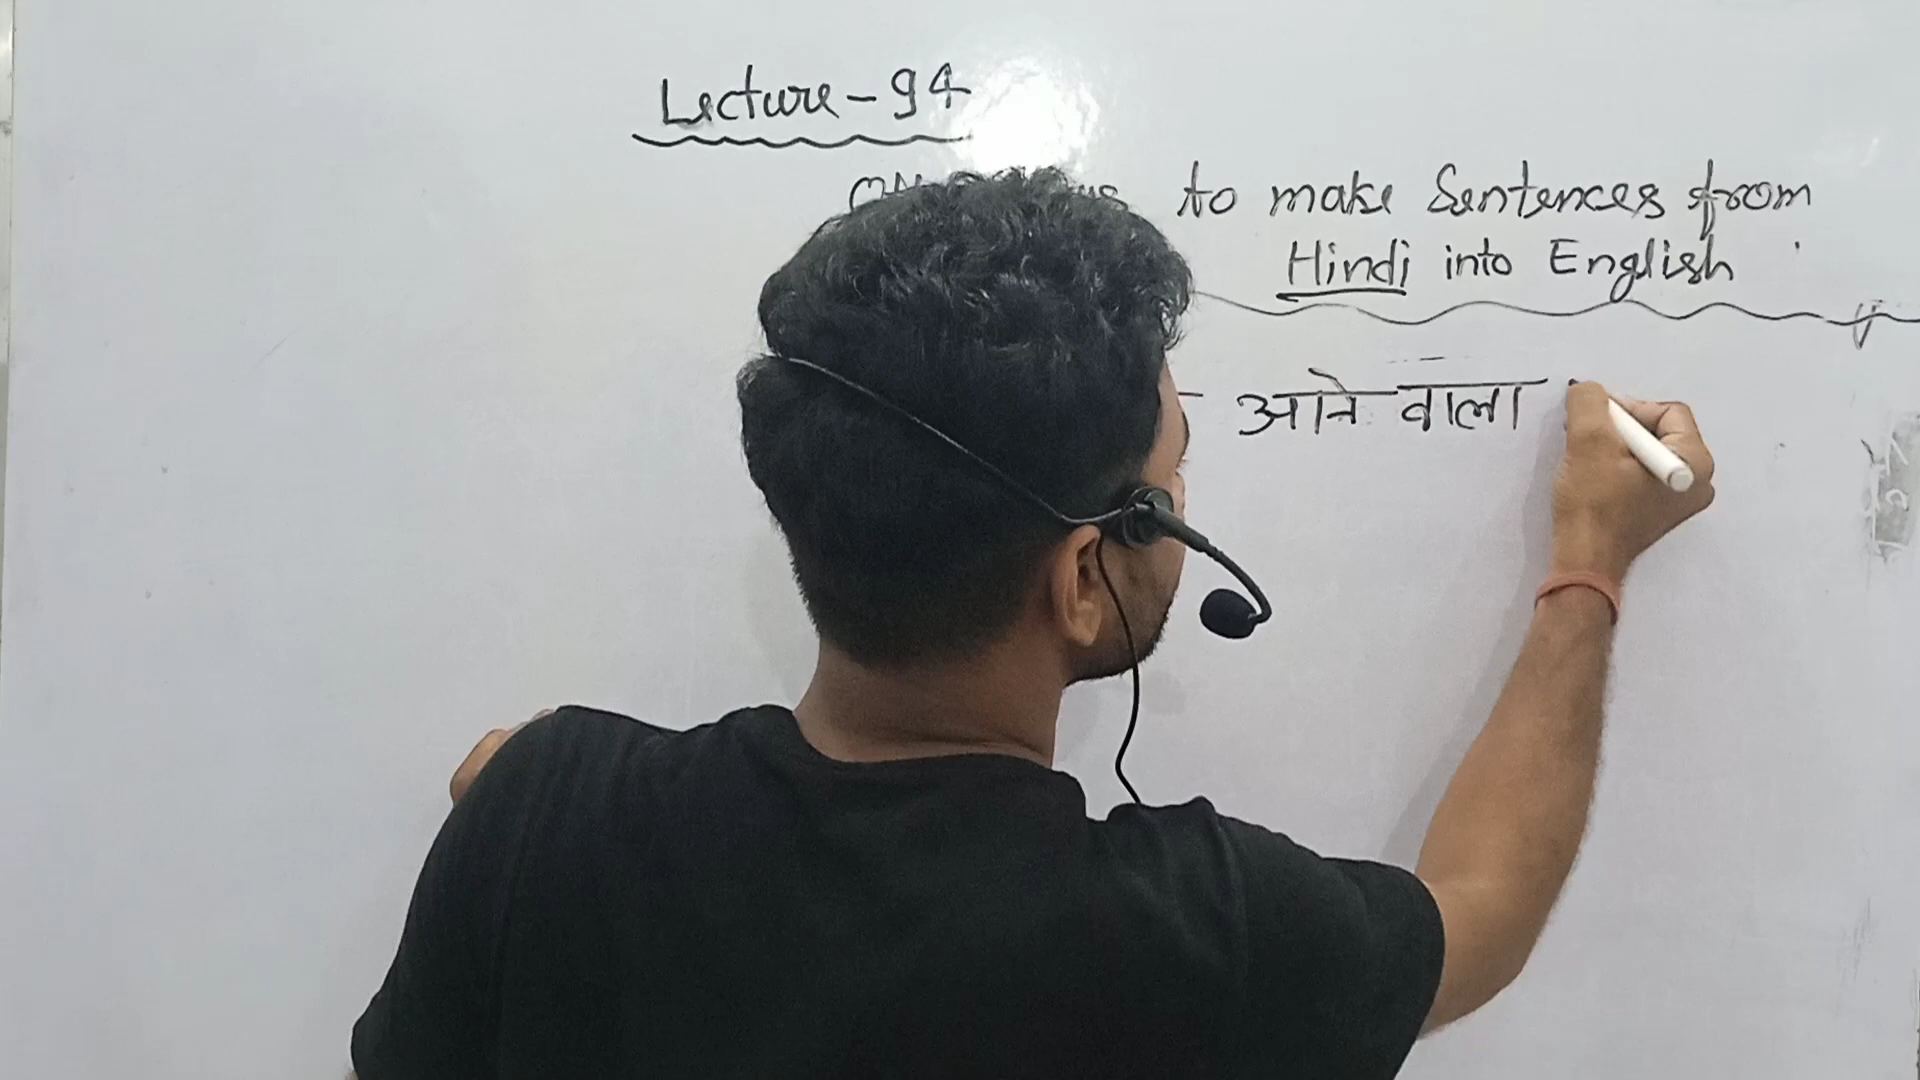 Lecture - 94
to make Sentences from
Hindi into English
आने वाला